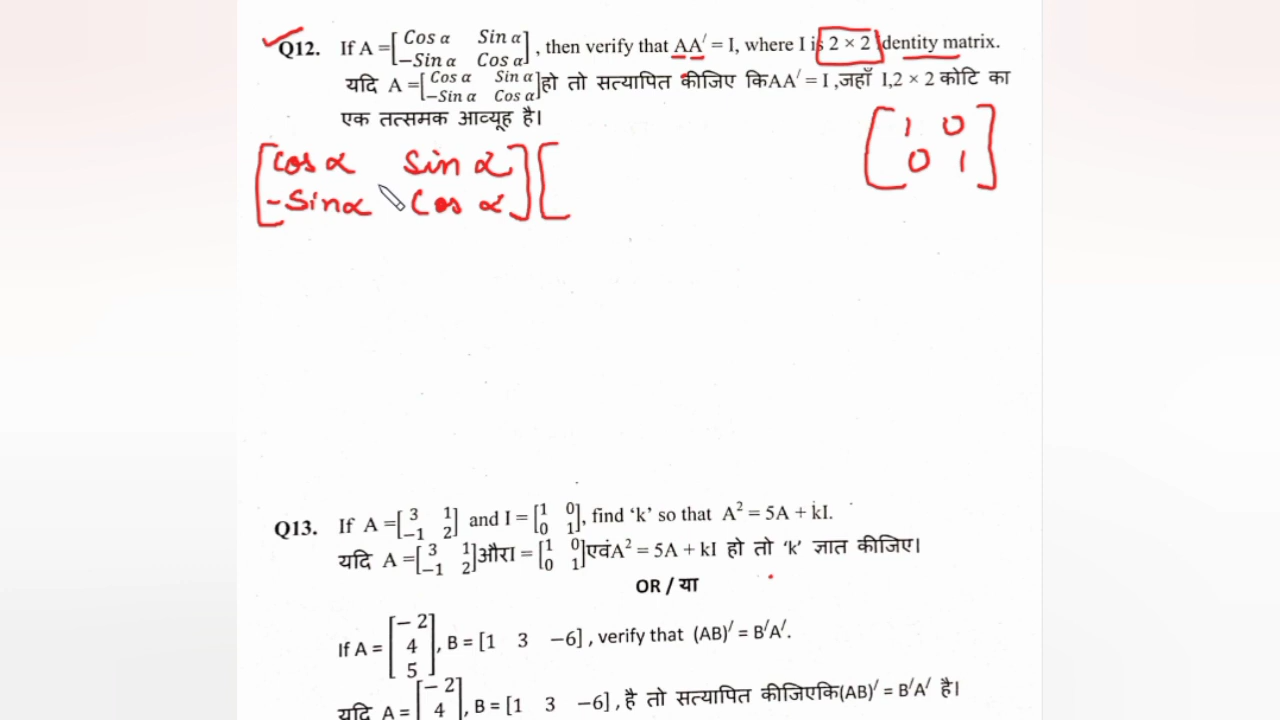 Q12. If A =[Cos α Sin α
−Sin α Cos α], then verify that AA′ = I, where I is 2 × 2 identity matrix.
यदि A =[Cos α Sin α
−Sin α Cos α]हो तो सत्यापित कीजिए किAA′ = I ,जहाँ I,2 × 2 कोटि का
एक तत्समक आव्यूह है।
[1 0
0 1]
[Cos α Sin α
-Sin α Cos α][
Q13. If A =[3 1
−1 2] and I = [1 0
0 1], find ‘k’ so that A² = 5A + kI.
यदि A =[3 1
−1 2]औरI = [1 0
0 1]एवंA² = 5A + kI हो तो ‘k’ ज्ञात कीजिए।
OR / या
If A = [− 2
4
5], B = [1 3 −6] , verify that (AB)′ = B′A′.
यदि A = [− 2
4, B = [1 3 −6] , है तो सत्यापित कीजिएकि(AB)′ = B′A′ है।